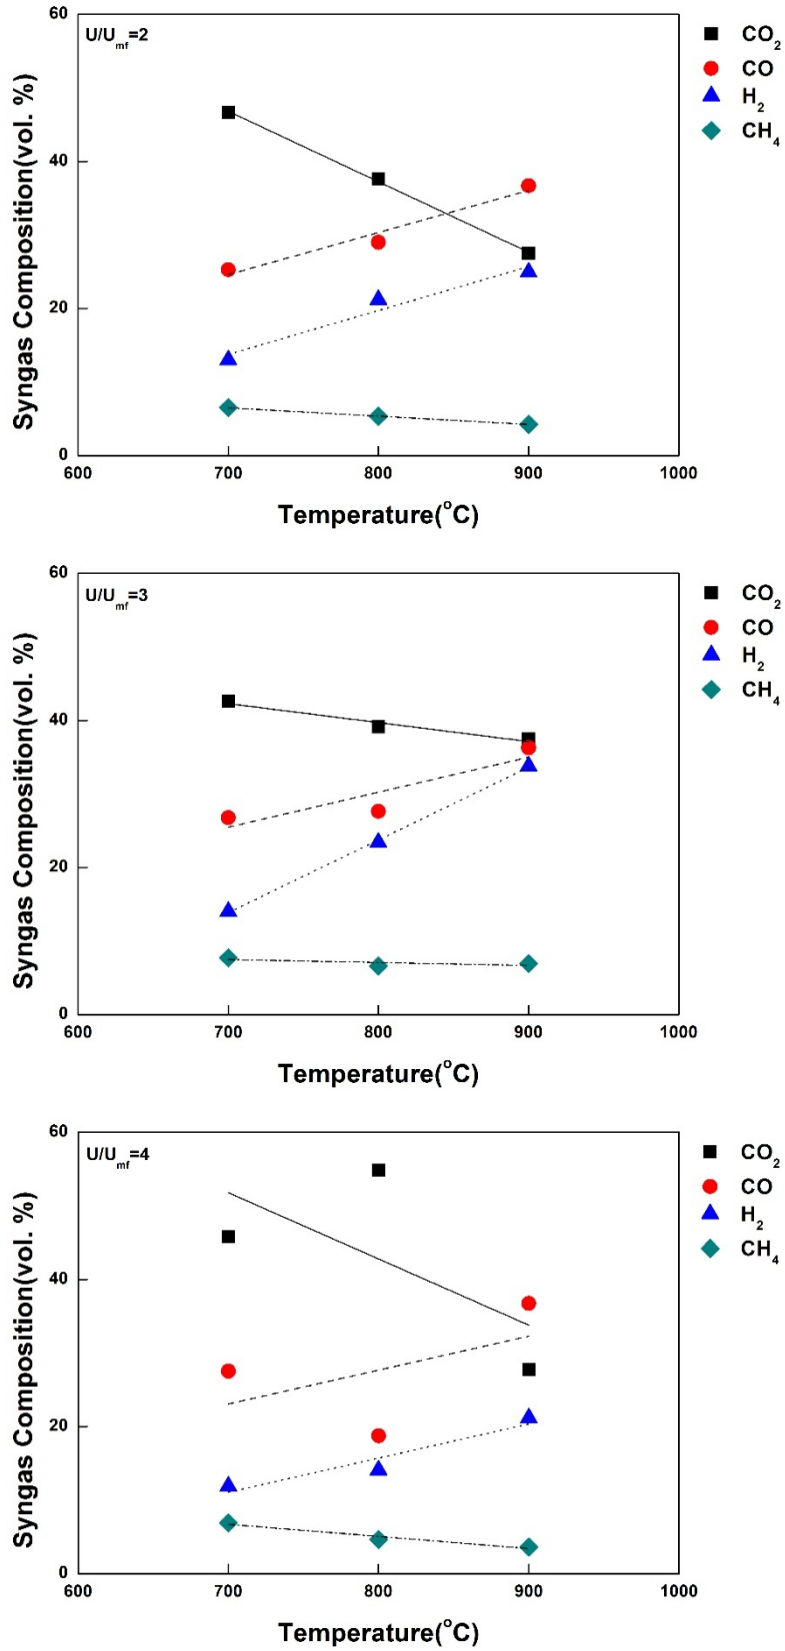 60
U/Umf=2
CO2
CO
H2
CH4
40
20
0
600 700 800 900 1000
Syngas Composition(vol. %)
Temperature(oC)
60
U/Umf=3
CO2
CO
H2
CH4
40
20
0
600 700 800 900 1000
Syngas Composition(vol. %)
Temperature(oC)
60
U/Umf=4
CO2
CO
H2
CH4
40
20
0
600 700 800 900 1000
Syngas Composition(vol. %)
Temperature(oC)